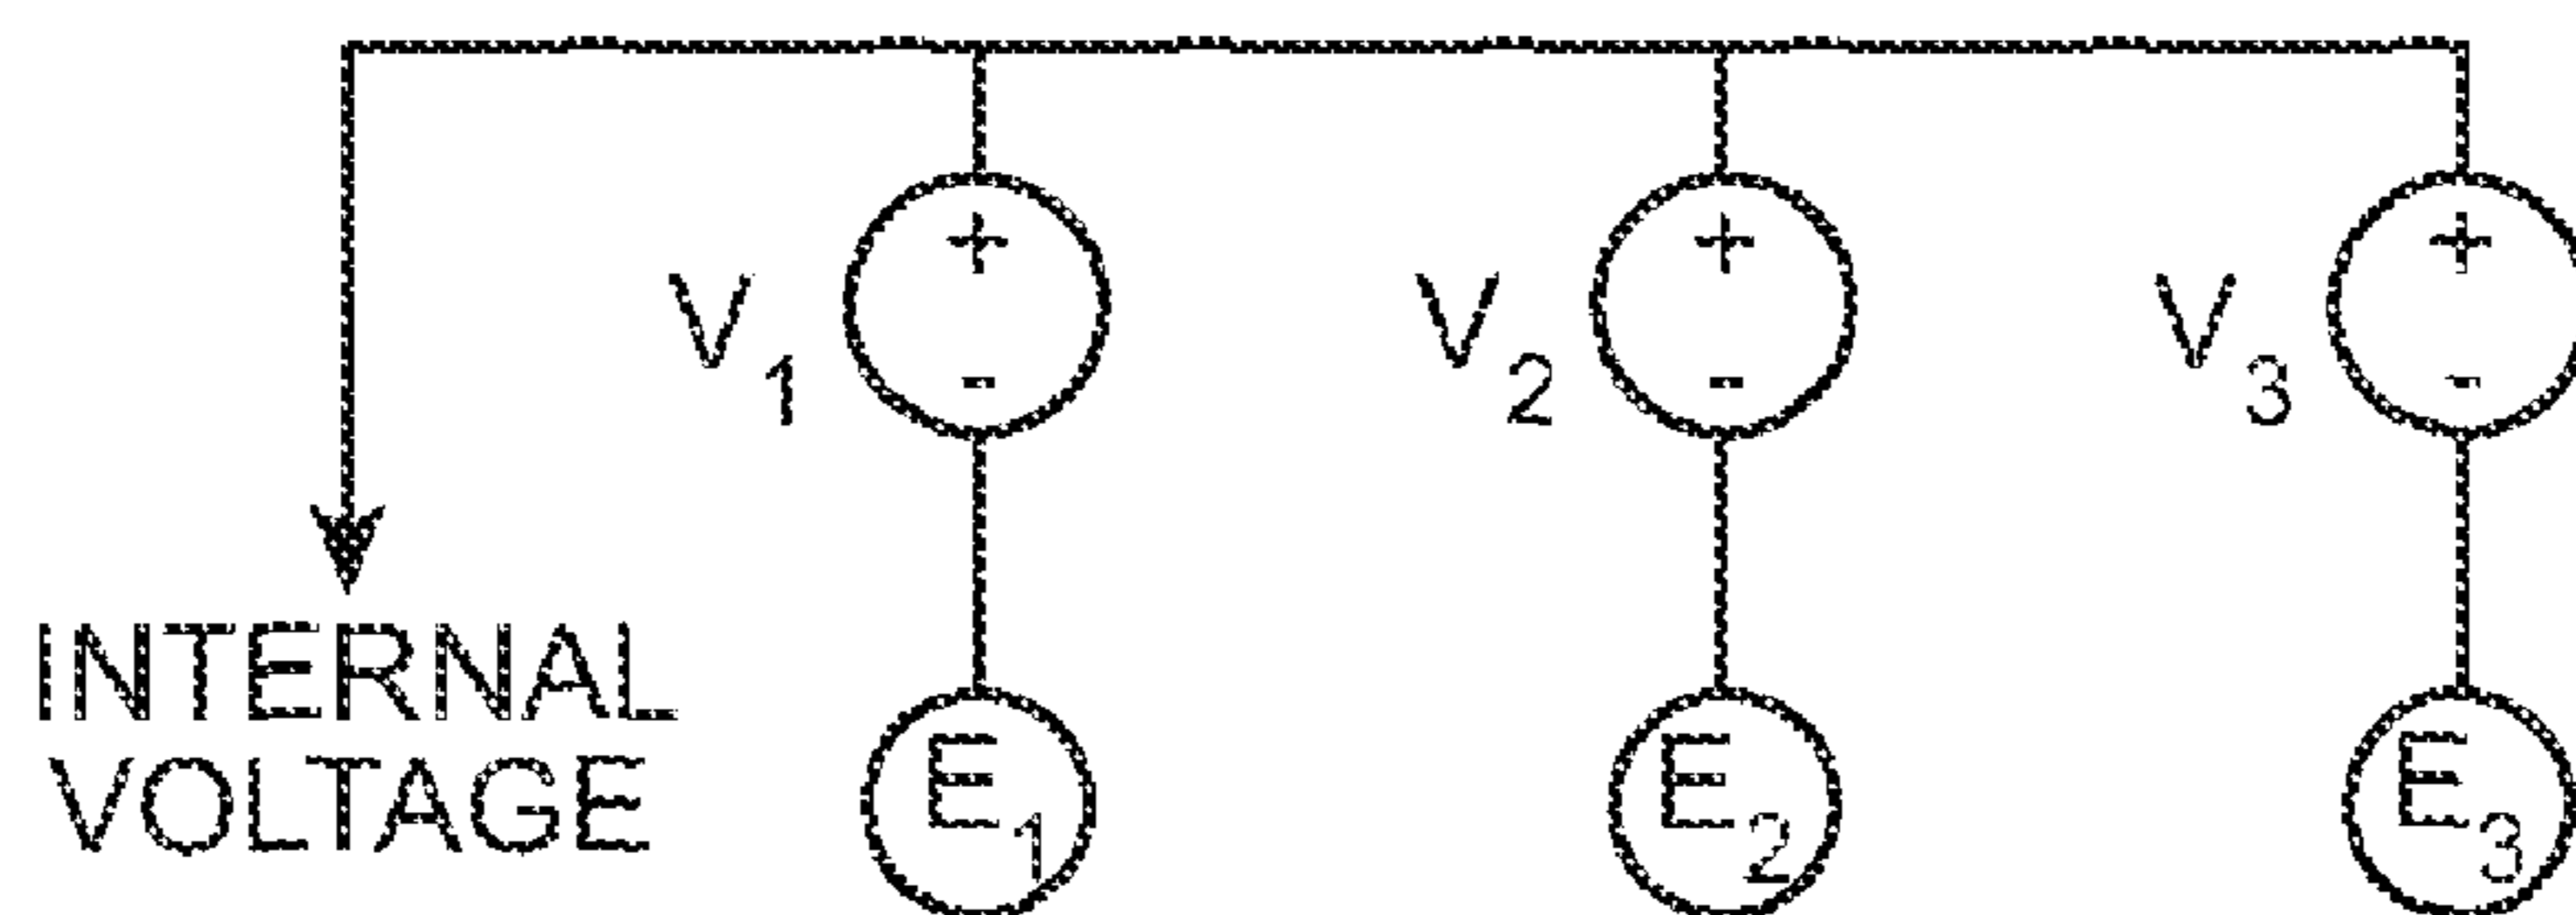 V1 + - V2 + - V3 + -
INTERNAL
VOLTAGE
E1 E2 E3